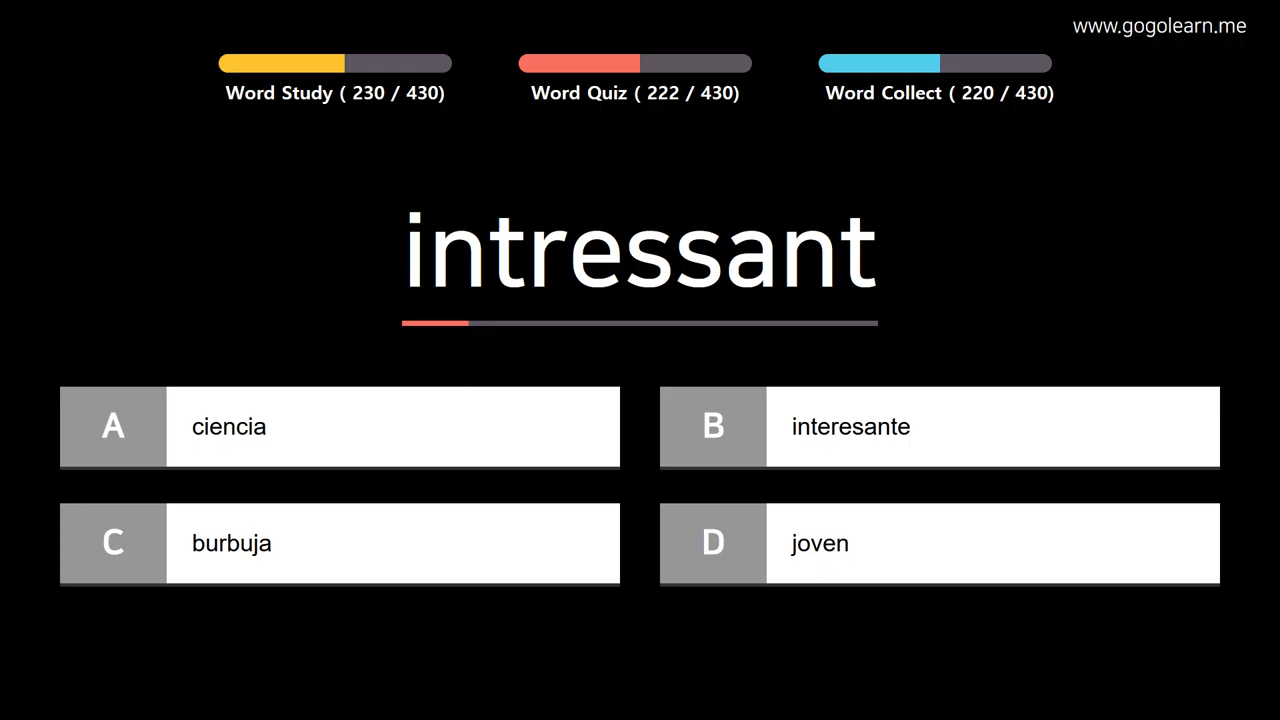 www.gogolearn.me
Word Study ( 230 / 430)
Word Quiz ( 222 / 430)
Word Collect ( 220 / 430)
intressant
A ciencia
B interesante
C burbuja
D joven